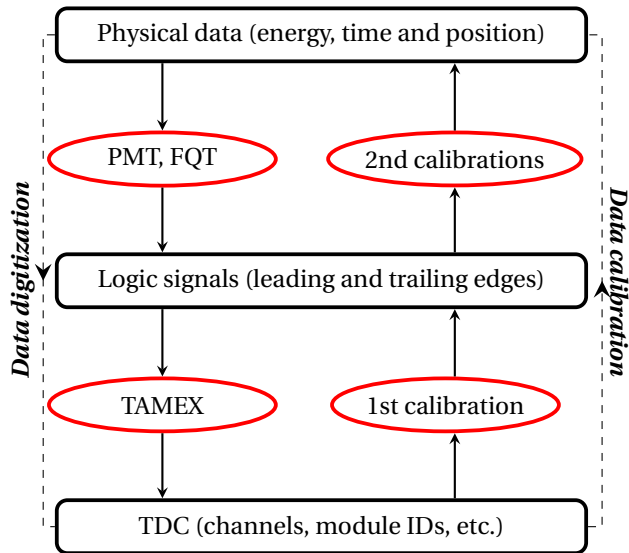 Physical data (energy, time and position)
PMT, FQT
2nd calibrations
Data digitization
Data calibration
Logic signals (leading and trailing edges)
TAMEX
1st calibration
TDC (channels, module IDs, etc.)